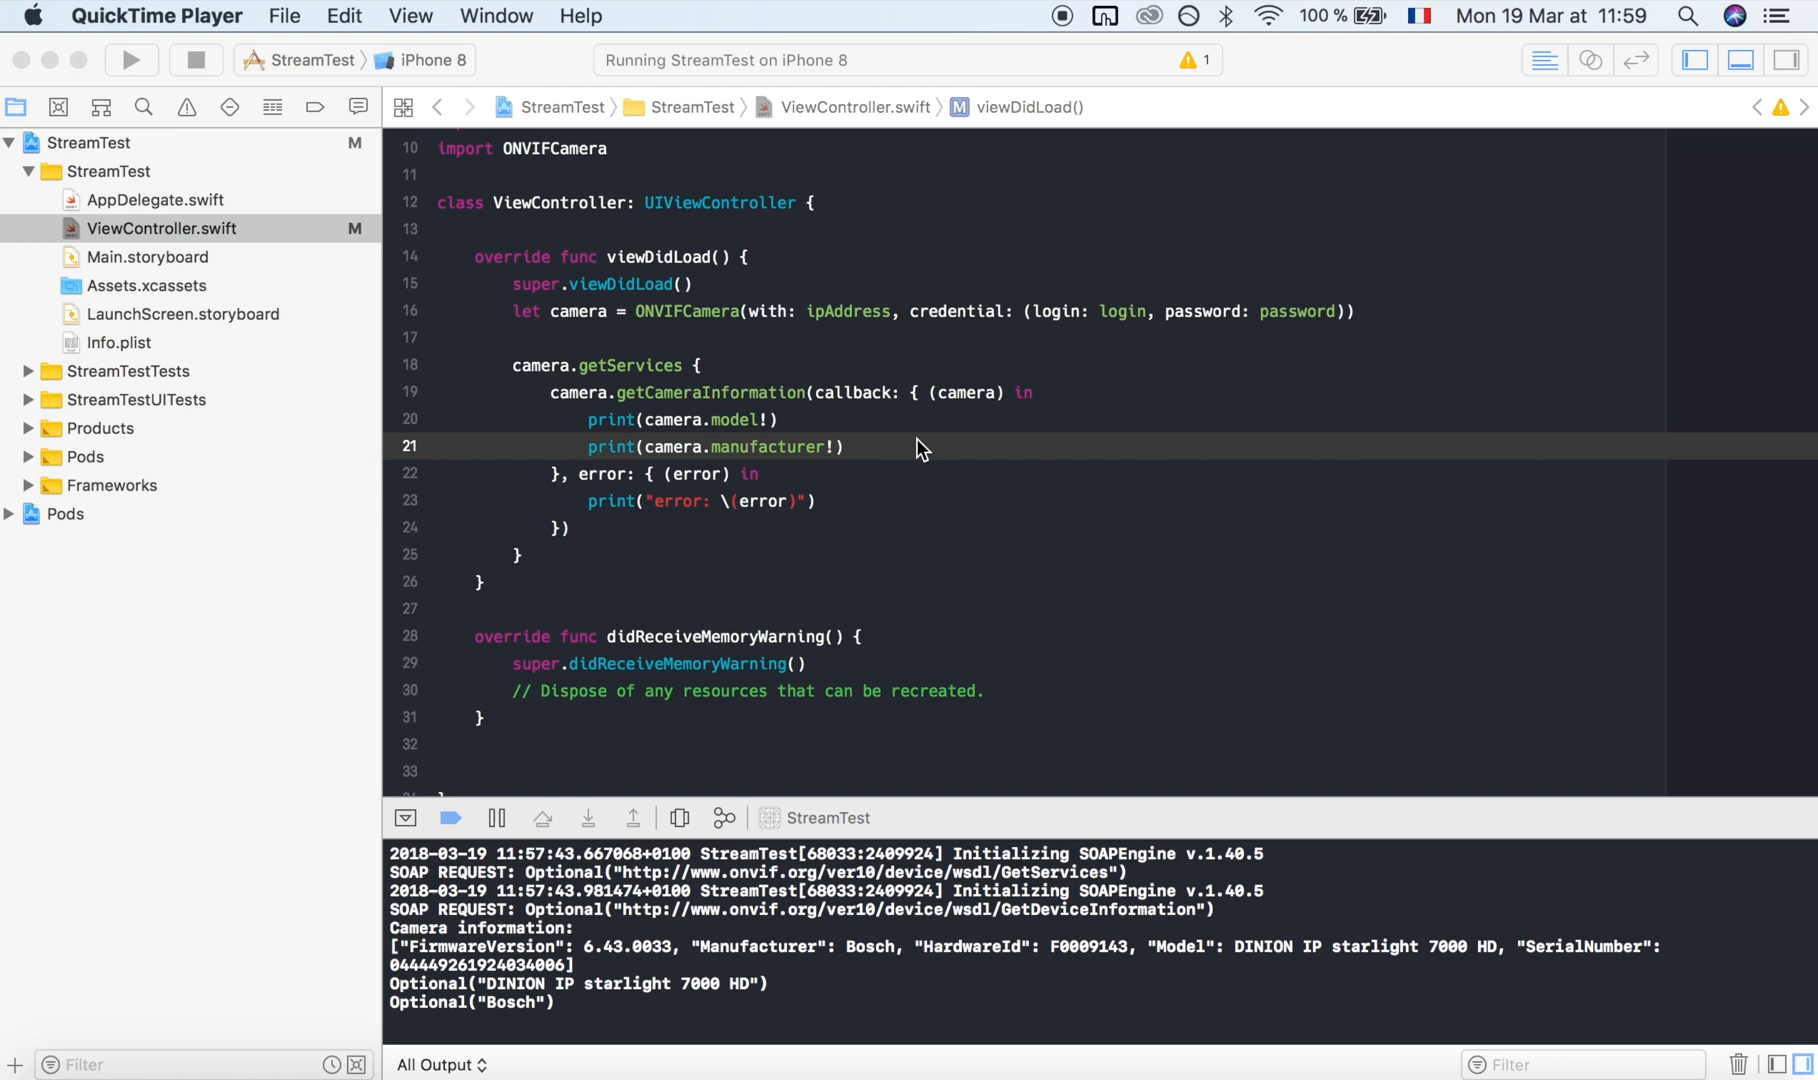 QuickTime Player File Edit View Window Help 100 % Mon 19 Mar at 11:59
StreamTest iPhone 8 Running StreamTest on iPhone 8 1
StreamTest StreamTest ViewController.swift M viewDidLoad()
StreamTest M
StreamTest
AppDelegate.swift
ViewController.swift M
Main.storyboard
Assets.xcassets
LaunchScreen.storyboard
Info.plist
StreamTestTests
StreamTestUITests
Products
Pods
Frameworks
Pods
10 import ONVIFCamera
11
12 class ViewController: UIViewController {
13
14 override func viewDidLoad() {
15 super.viewDidLoad()
16 let camera = ONVIFCamera(with: ipAddress, credential: (login: login, password: password))
17
18 camera.getServices {
19 camera.getCameraInformation(callback: { (camera) in
20 print(camera.model!)
21 print(camera.manufacturer!)
22 }, error: { (error) in
23 print("error: \(error)")
24 })
25 }
26 }
27
28 override func didReceiveMemoryWarning() {
29 super.didReceiveMemoryWarning()
30 // Dispose of any resources that can be recreated.
31 }
32
33
StreamTest
2018-03-19 11:57:43.667068+0100 StreamTest[68033:2409924] Initializing SOAPEngine v.1.40.5
SOAP REQUEST: Optional("http://www.onvif.org/ver10/device/wsdl/GetServices")
2018-03-19 11:57:43.981474+0100 StreamTest[68033:2409924] Initializing SOAPEngine v.1.40.5
SOAP REQUEST: Optional("http://www.onvif.org/ver10/device/wsdl/GetDeviceInformation")
Camera information:
["FirmwareVersion": 6.43.0033, "Manufacturer": Bosch, "HardwareId": F0009143, "Model": DINION IP starlight 7000 HD, "SerialNumber":
044449261924034006]
Optional("DINION IP starlight 7000 HD")
Optional("Bosch")
Filter All Output Filter